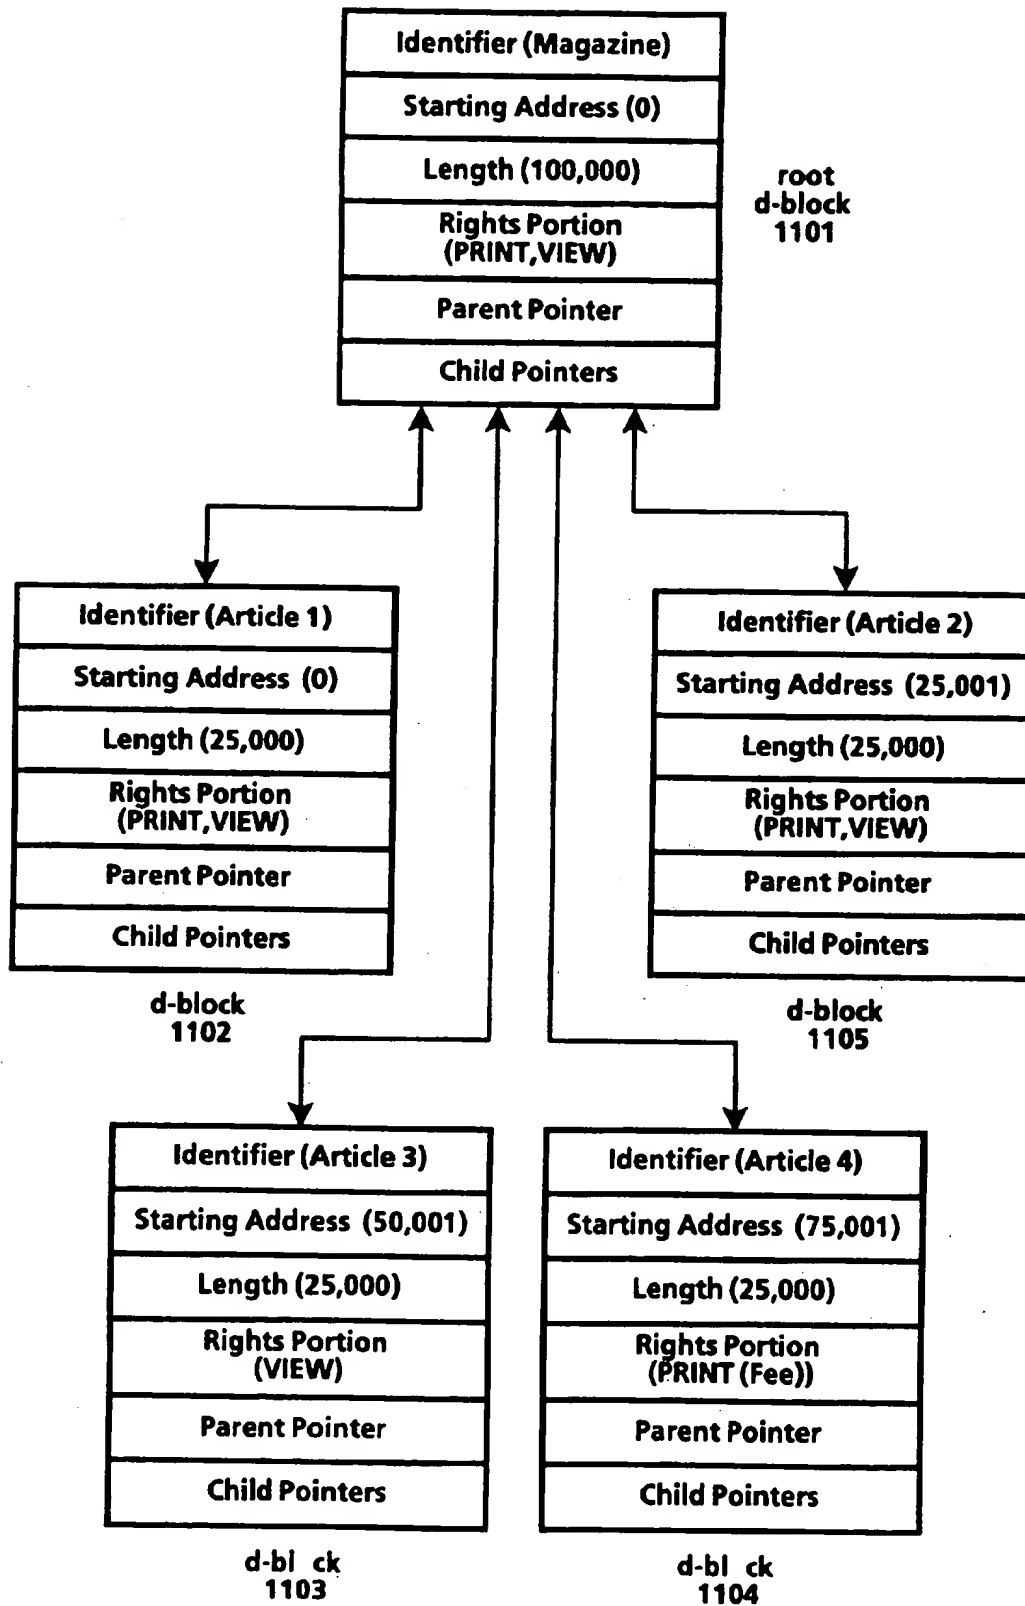 Identifier (Magazine)
Starting Address (0)
Length (100,000)
Rights Portion
(PRINT,VIEW)
Parent Pointer
Child Pointers
root
d-block
1101
Identifier (Article 1)
Starting Address (0)
Length (25,000)
Rights Portion
(PRINT,VIEW)
Parent Pointer
Child Pointers
d-block
1102
Identifier (Article 2)
Starting Address (25,001)
Length (25,000)
Rights Portion
(PRINT,VIEW)
Parent Pointer
Child Pointers
d-block
1105
Identifier (Article 3)
Starting Address (50,001)
Length (25,000)
Rights Portion
(VIEW)
Parent Pointer
Child Pointers
d-bl ck
1103
Identifier (Article 4)
Starting Address (75,001)
Length (25,000)
Rights Portion
(PRINT (Fee))
Parent Pointer
Child Pointers
d-bl ck
1104